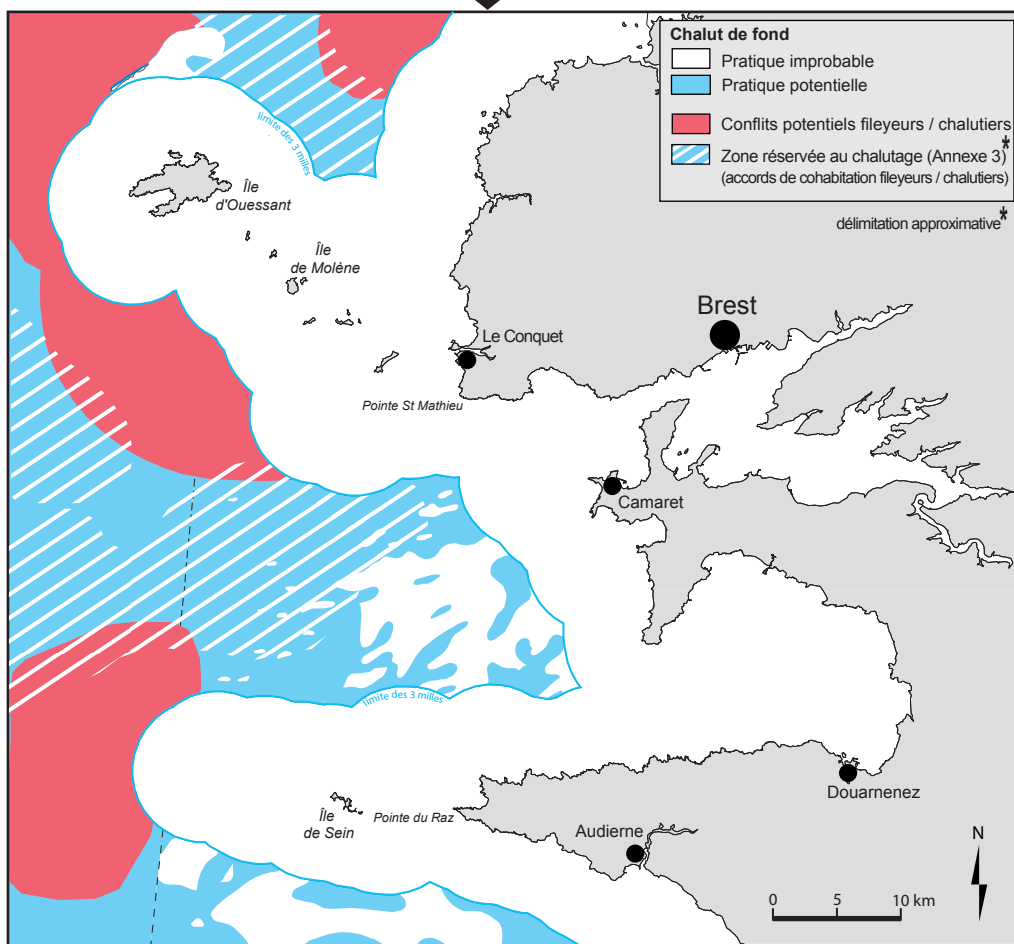 Chalut de fond
Pratique improbable
Pratique potentielle
Conflits potentiels fileyeurs / chalutiers
Zone réservée au chalutage (Annexe 3)*
(accords de cohabitation fileyeurs / chalutiers)
délimitation approximative*
limite des 3 milles
Île
d'Ouessant
Île
de Molène
Brest
Le Conquet
Pointe St Mathieu
Camaret
limite des 3 milles
Île
de Sein
Pointe du Raz
Douarnenez
Audierne
N
0 5 10 km